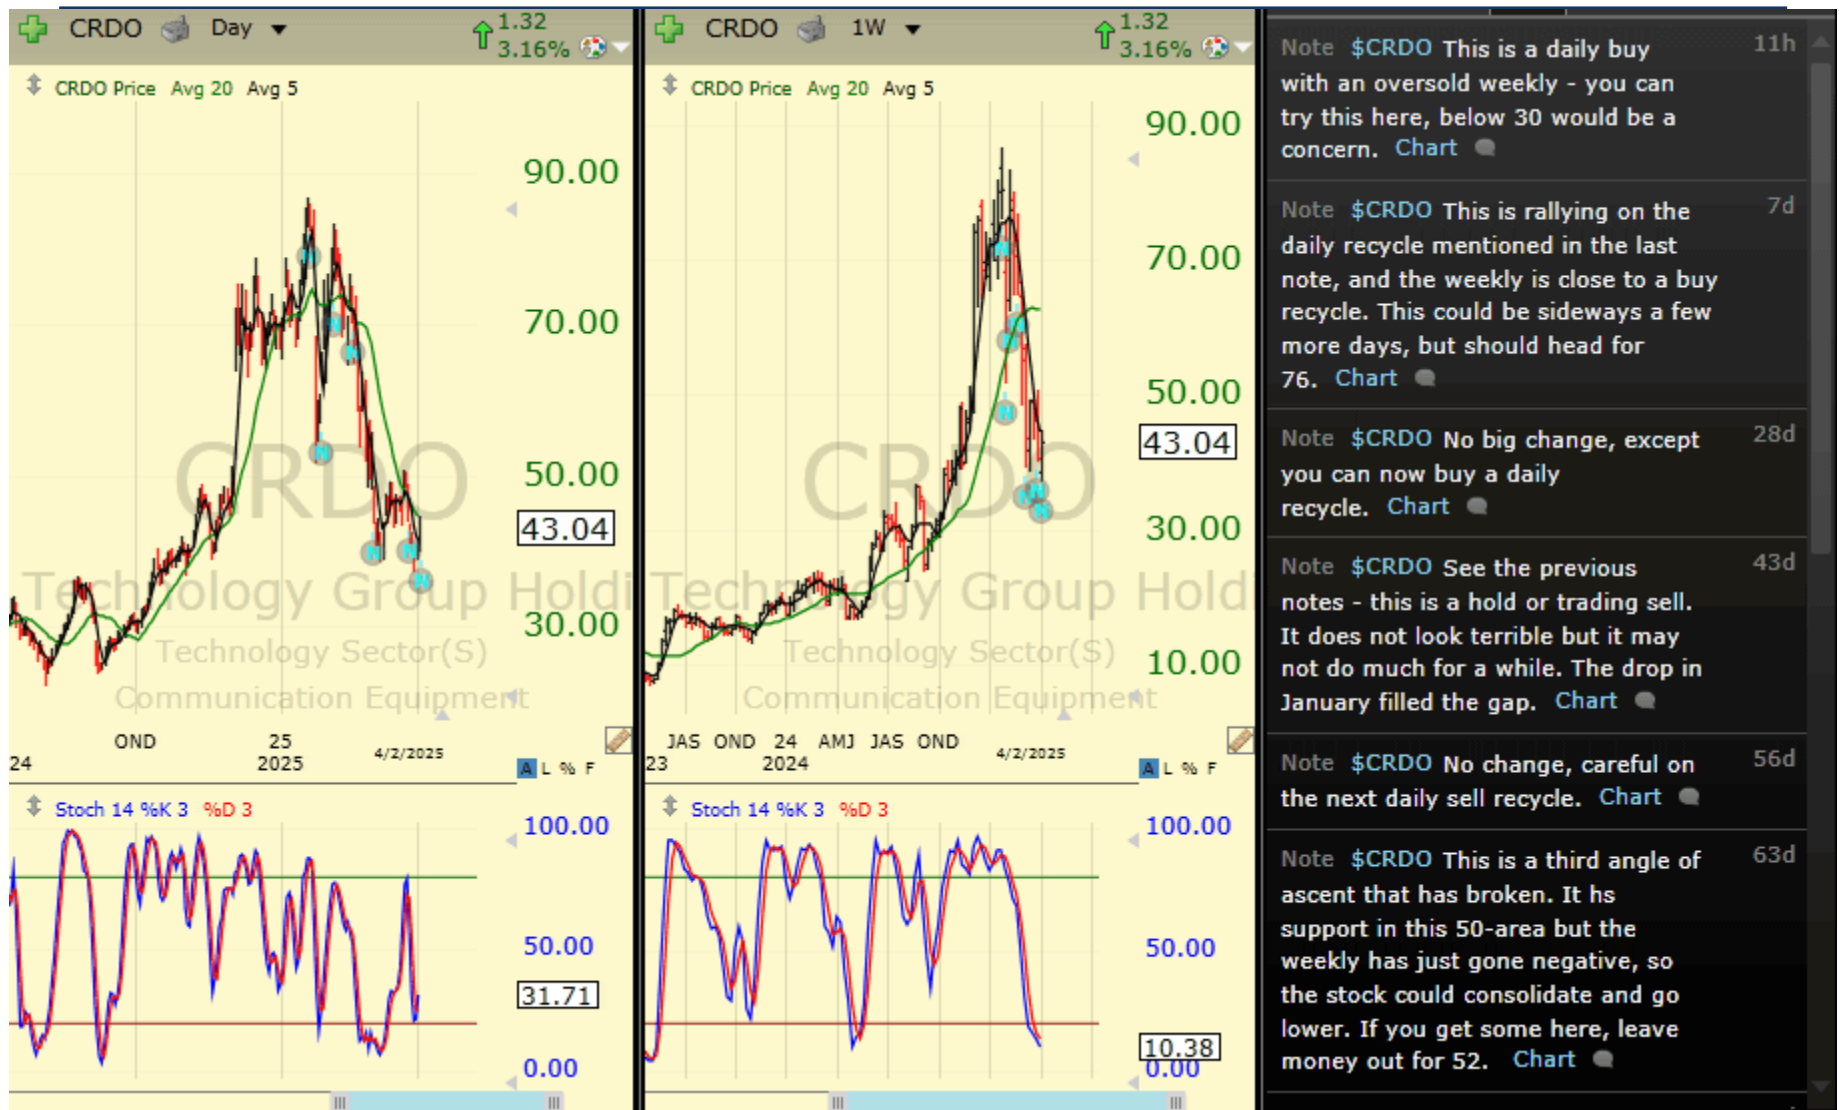 CRDO Day
1.32
3.16%
CRDO Price Avg 20 Avg 5
90.00
70.00
50.00
43.04
30.00
N
N
N
N
N
N
N
CRDO
Technology Group Holdi
Technology Sector(S)
Communication Equipment
OND 25
24 2025 4/2/2025
A L % F
Stoch 14 %K 3 %D 3
100.00
50.00
31.71
0.00
CRDO 1W
1.32
3.16%
CRDO Price Avg 20 Avg 5
90.00
70.00
50.00
43.04
30.00
10.00
N
N
N
N
N
N
N
CRDO
Technology Group Holdi
Technology Sector(S)
Communication Equipment
JAS OND 24 AMJ JAS OND
23 2024 4/2/2025
A L % F
Stoch 14 %K 3 %D 3
100.00
50.00
10.38
0.00
Note $CRDO This is a daily buy 11h
with an oversold weekly - you can
try this here, below 30 would be a
concern. Chart
Note $CRDO This is rallying on the 7d
daily recycle mentioned in the last
note, and the weekly is close to a buy
recycle. This could be sideways a few
more days, but should head for
76. Chart
Note $CRDO No big change, except 28d
you can now buy a daily
recycle. Chart
Note $CRDO See the previous 43d
notes - this is a hold or trading sell.
It does not look terrible but it may
not do much for a while. The drop in
January filled the gap. Chart
Note $CRDO No change, careful on 56d
the next daily sell recycle. Chart
Note $CRDO This is a third angle of 63d
ascent that has broken. It hs
support in this 50-area but the
weekly has just gone negative, so
the stock could consolidate and go
lower. If you get some here, leave
money out for 52. Chart